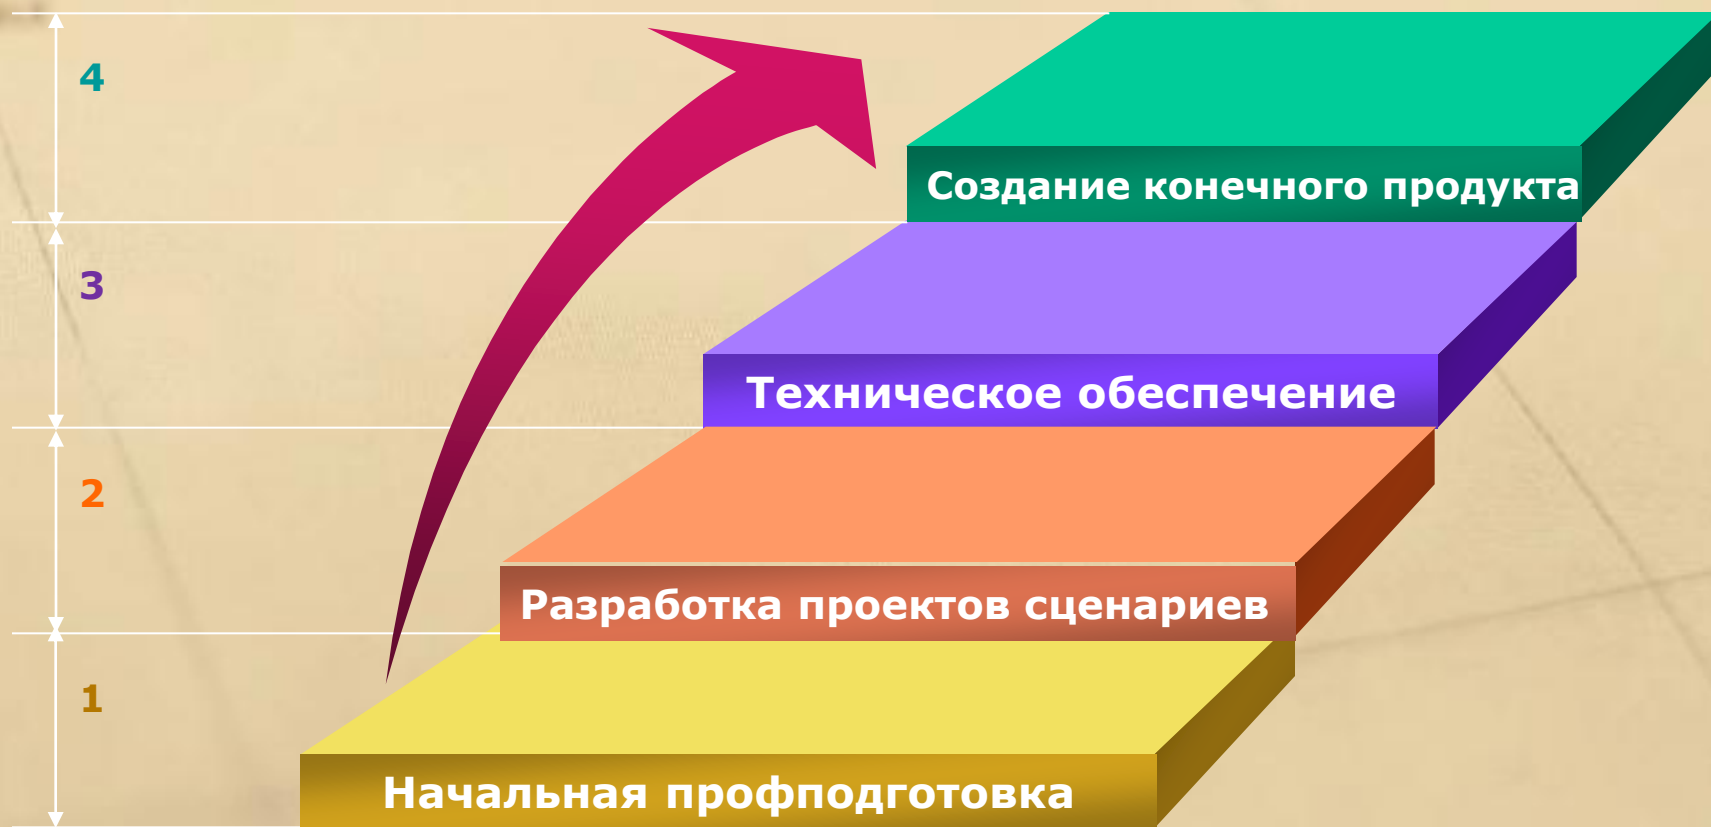 4
Создание конечного продукта
3
Техническое обеспечение
2
Разработка проектов сценариев
1
Начальная профподготовка